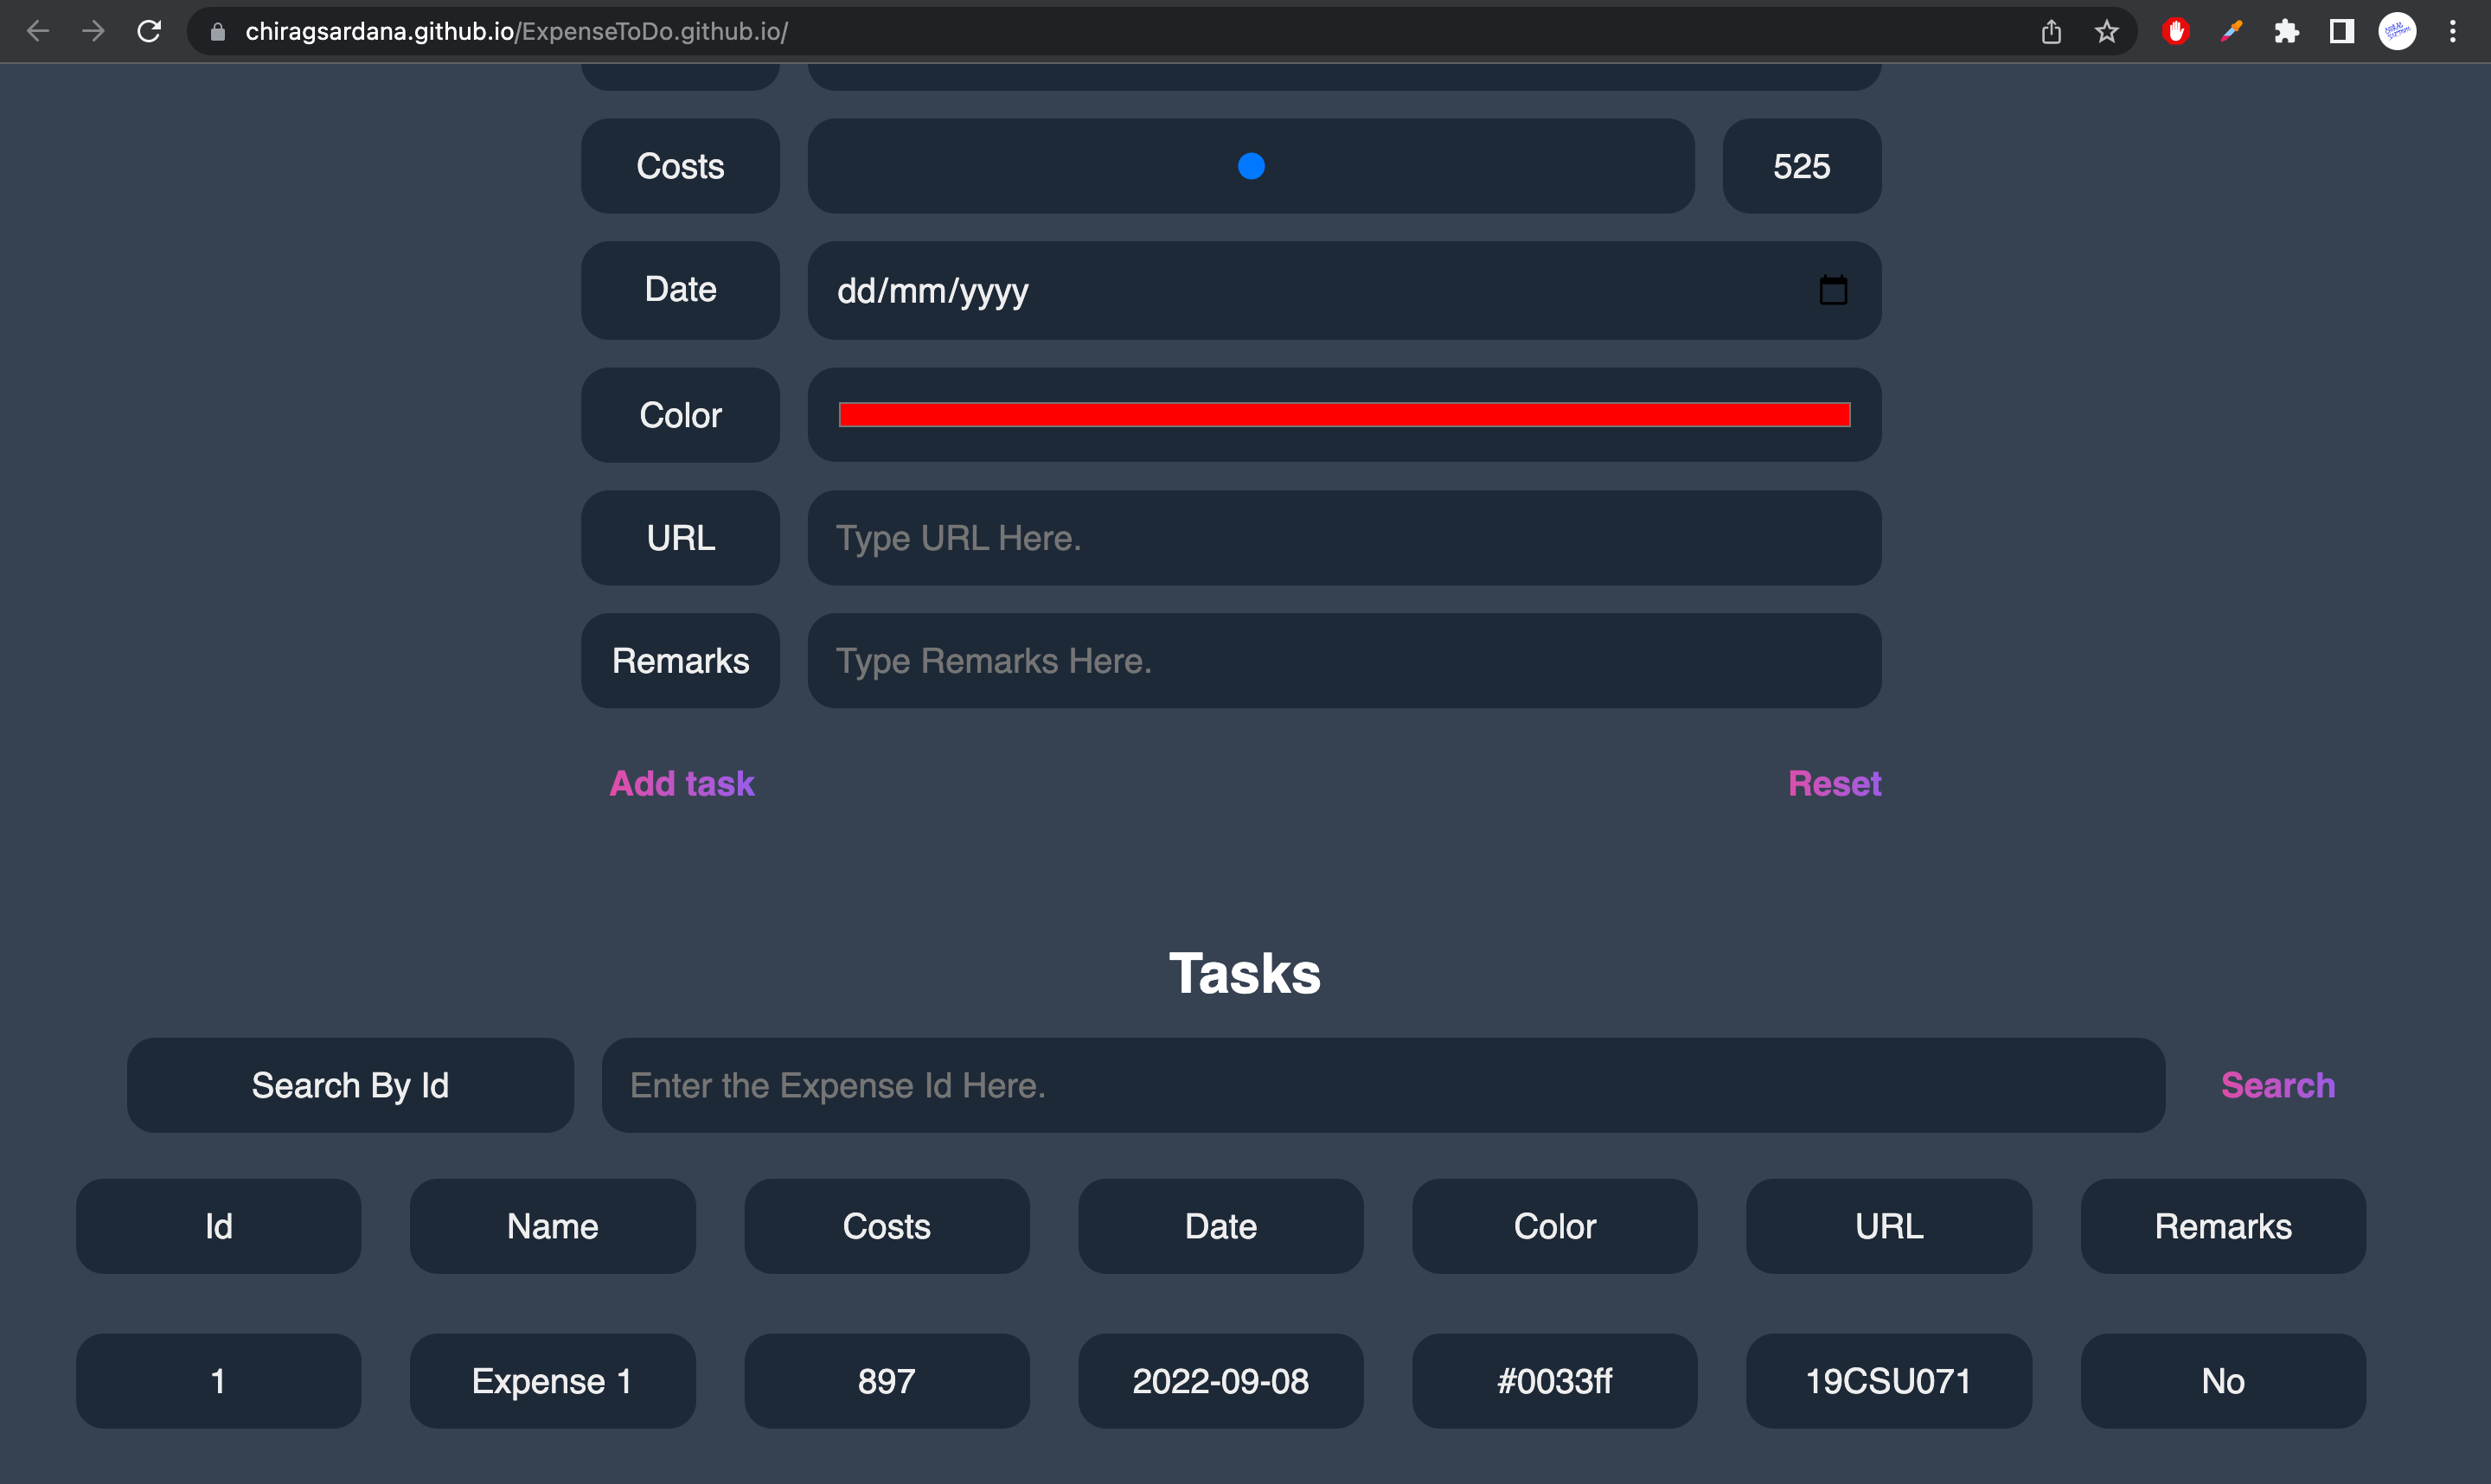 chiragsardana.github.io/ExpenseToDo.github.io/
Costs 525
Date dd/mm/yyyy
Color
URL Type URL Here.
Remarks Type Remarks Here.
Add task Reset
Tasks
Search By Id Enter the Expense Id Here. Search
Id Name Costs Date Color URL Remarks
1 Expense 1 897 2022-09-08 #0033ff 19CSU071 No